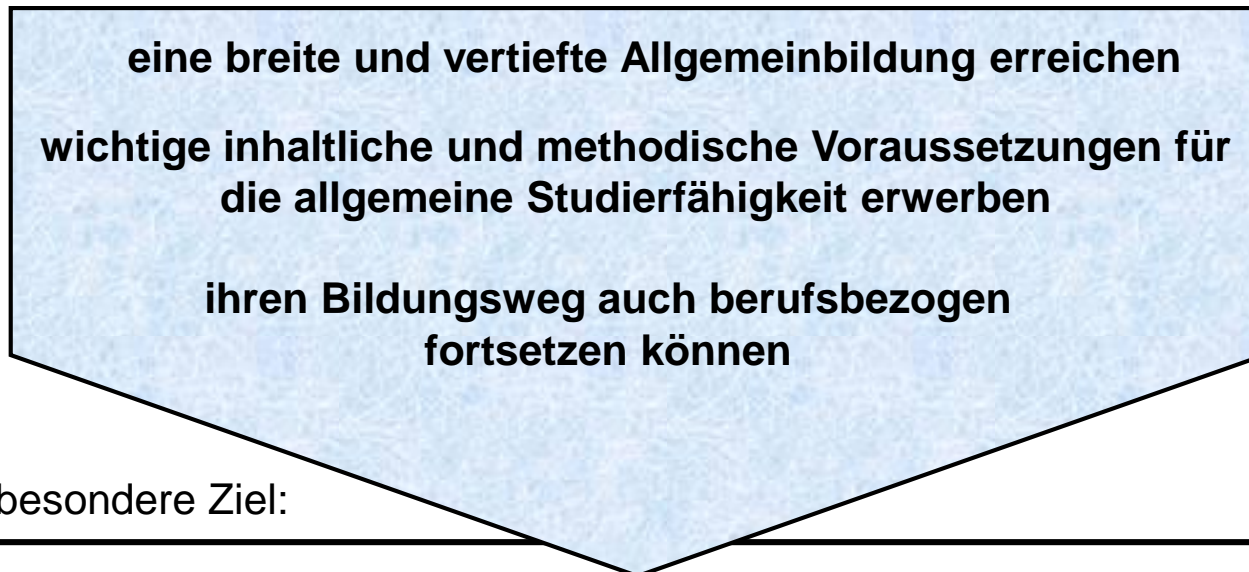 eine breite und vertiefte Allgemeinbildung erreichen
wichtige inhaltliche und methodische Voraussetzungen für
die allgemeine Studierfähigkeit erwerben
ihren Bildungsweg auch berufsbezogen
fortsetzen können
besondere Ziel: